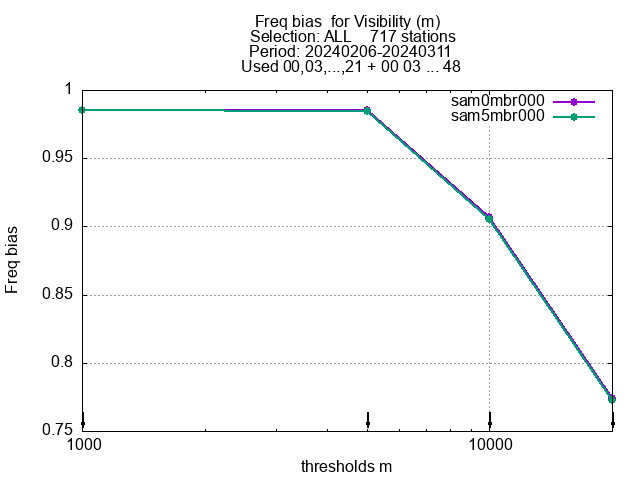 Freq bias  for Visibility (m)
Selection: ALL    717 stations
Period: 20240206-20240311
Used 00,03,...,21 + 00 03 ... 48
sam0mbr000
sam5mbr000
1
0.95
0.9
0.85
0.8
0.75
Freq bias
1000
10000
thresholds m